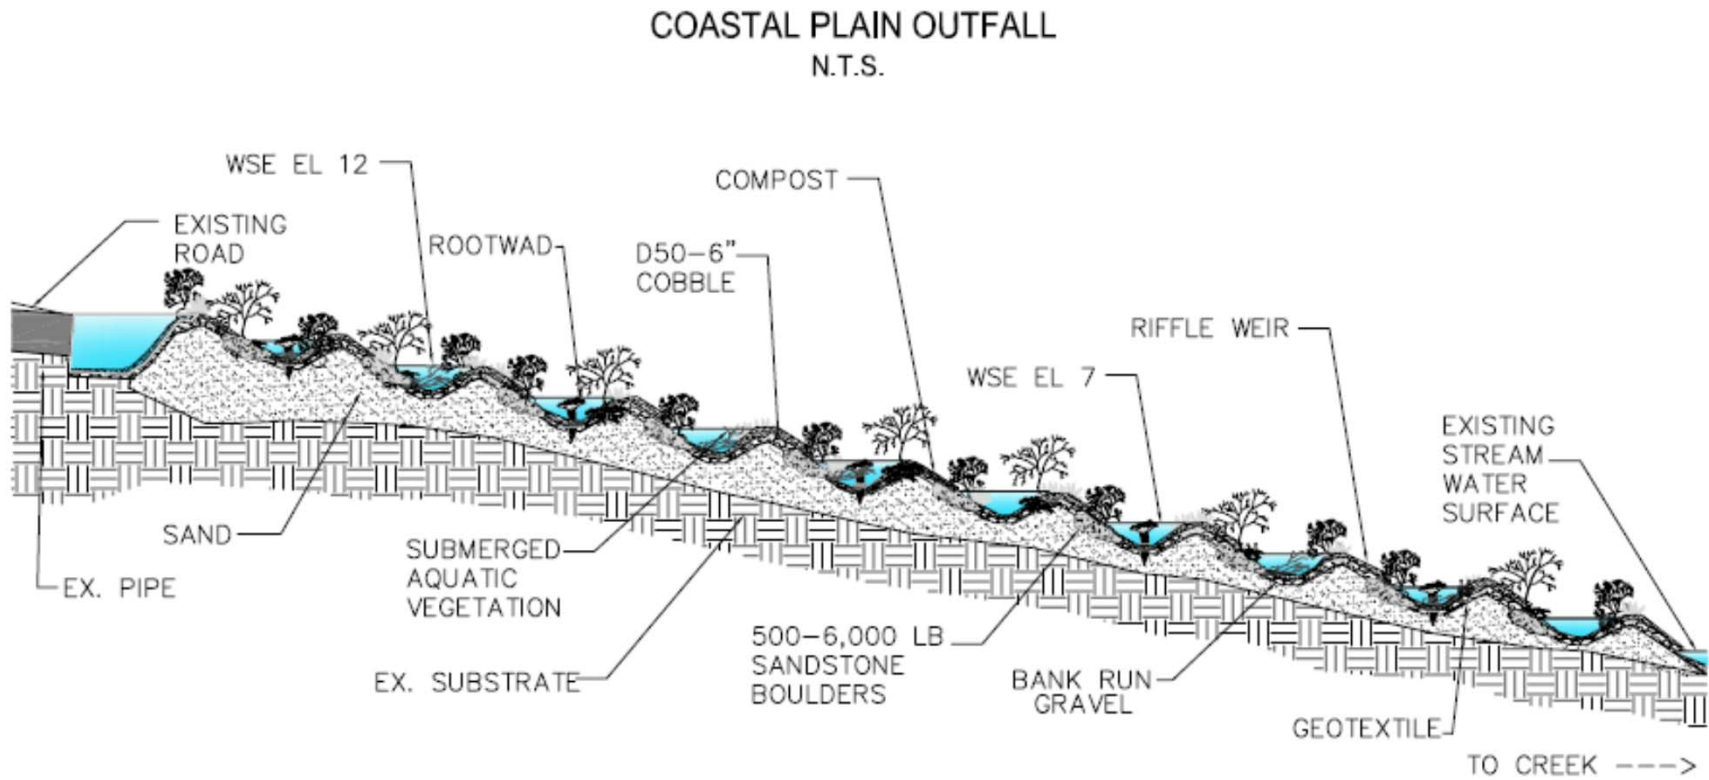 COASTAL PLAIN OUTFALL
N.T.S.
WSE EL 12
COMPOST
EXISTING
ROAD
ROOTWAD
D50-6"
COBBLE
RIFFLE WEIR
WSE EL 7
EXISTING
STREAM
WATER
SURFACE
SAND
SUBMERGED
AQUATIC
VEGETATION
EX. PIPE
500-6,000 LB
SANDSTONE
BOULDERS
EX. SUBSTRATE
BANK RUN
GRAVEL
GEOTEXTILE
TO CREEK --->